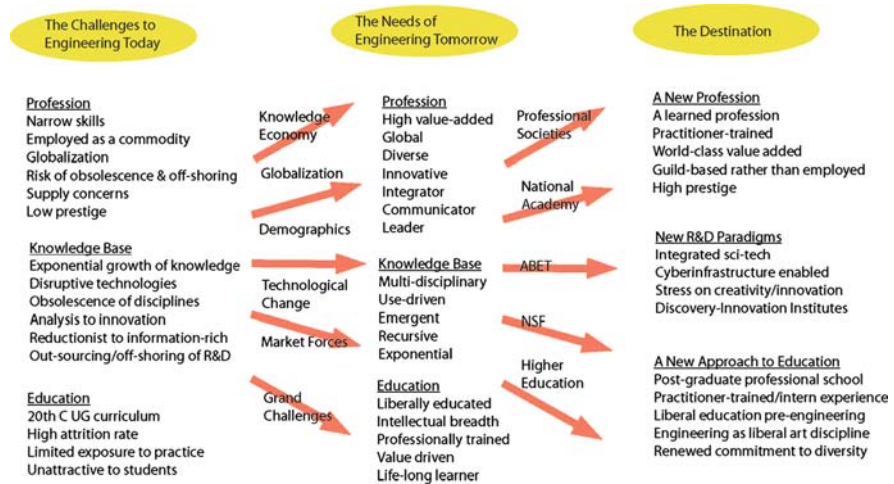 The Challenges to
Engineering Today
Profession
Narrow skills
Employed as a commodity
Globalization
Risk of obsolescence & off-shoring
Supply concerns
Low prestige
Knowledge Base
Exponential growth of knowledge
Disruptive technologies
Obsolescence of disciplines
Analysis to innovation
Reductionist to information-rich
Out-sourcing/off-shoring of R&D
Education
20th C UG curriculum
High attrition rate
Limited exposure to practice
Unattractive to students
Knowledge
Economy
Globalization
Demographics
Technological
Change
Market Forces
Grand
Challenges
The Needs of
Engineering Tomorrow
Profession
High value-added
Global
Diverse
Innovative
Integrator
Communicator
Leader
Knowledge Base
Multi-disciplinary
Use-driven
Emergent
Recursive
Exponential
Education
Liberally educated
Intellectual breadth
Professionally trained
Value driven
Life-long learner
Professional
Societies
National
Academy
ABET
NSF
Higher
Education
The Destination
A New Profession
A learned profession
Practitioner-trained
World-class value added
Guild-based rather than employed
High prestige
New R&D Paradigms
Integrated sci-tech
Cyberinfrastructure enabled
Stress on creativity/innovation
Discovery-Innovation Institutes
A New Approach to Education
Post-graduate professional school
Practitioner-trained/intern experience
Liberal education pre-engineering
Engineering as liberal art discipline
Renewed commitment to diversity